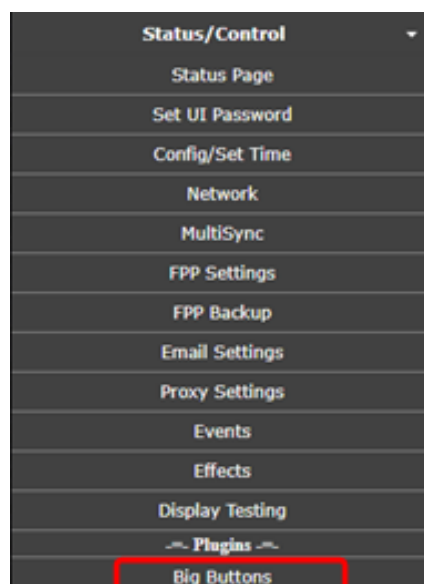 Status/Control
Status Page
Set UI Password
Config/Set Time
Network
MultiSync
FPP Settings
FPP Backup
Email Settings
Proxy Settings
Events
Effects
Display Testing
-=- Plugins -=-
Big Buttons